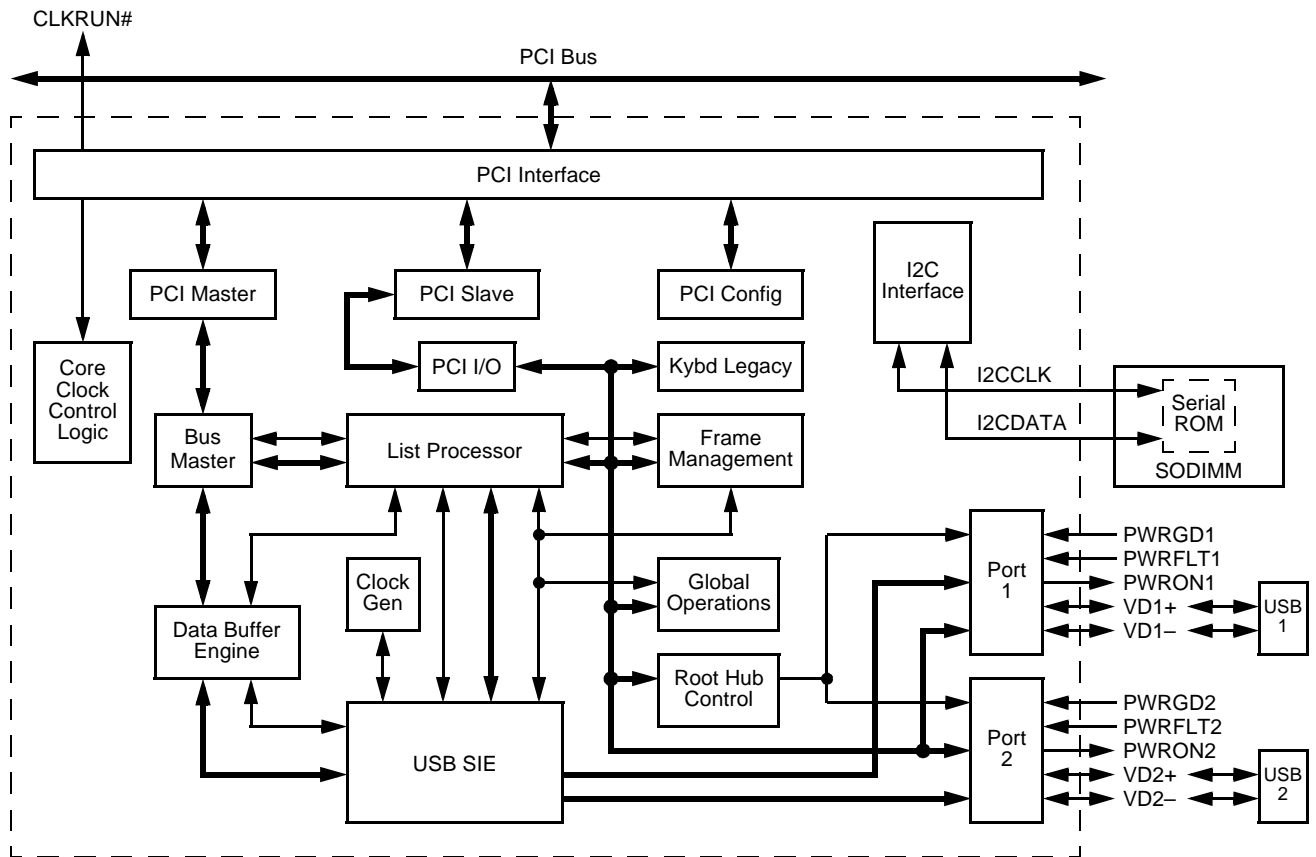 CLKRUN#
PCI Bus
PCI Interface
PCI Master
PCI Slave
PCI Config
I2C
Interface
Core
Clock
Control
Logic
PCI I/O
Kybd Legacy
I2CCLK
I2CDATA
Serial
ROM
SODIMM
Bus
Master
List Processor
Frame
Management
Clock
Gen
Global
Operations
Data Buffer
Engine
Root Hub
Control
USB SIE
Port
1
PWRGD1
PWRFLT1
PWRON1
VD1+
VD1–
USB
1
Port
2
PWRGD2
PWRFLT2
PWRON2
VD2+
VD2–
USB
2